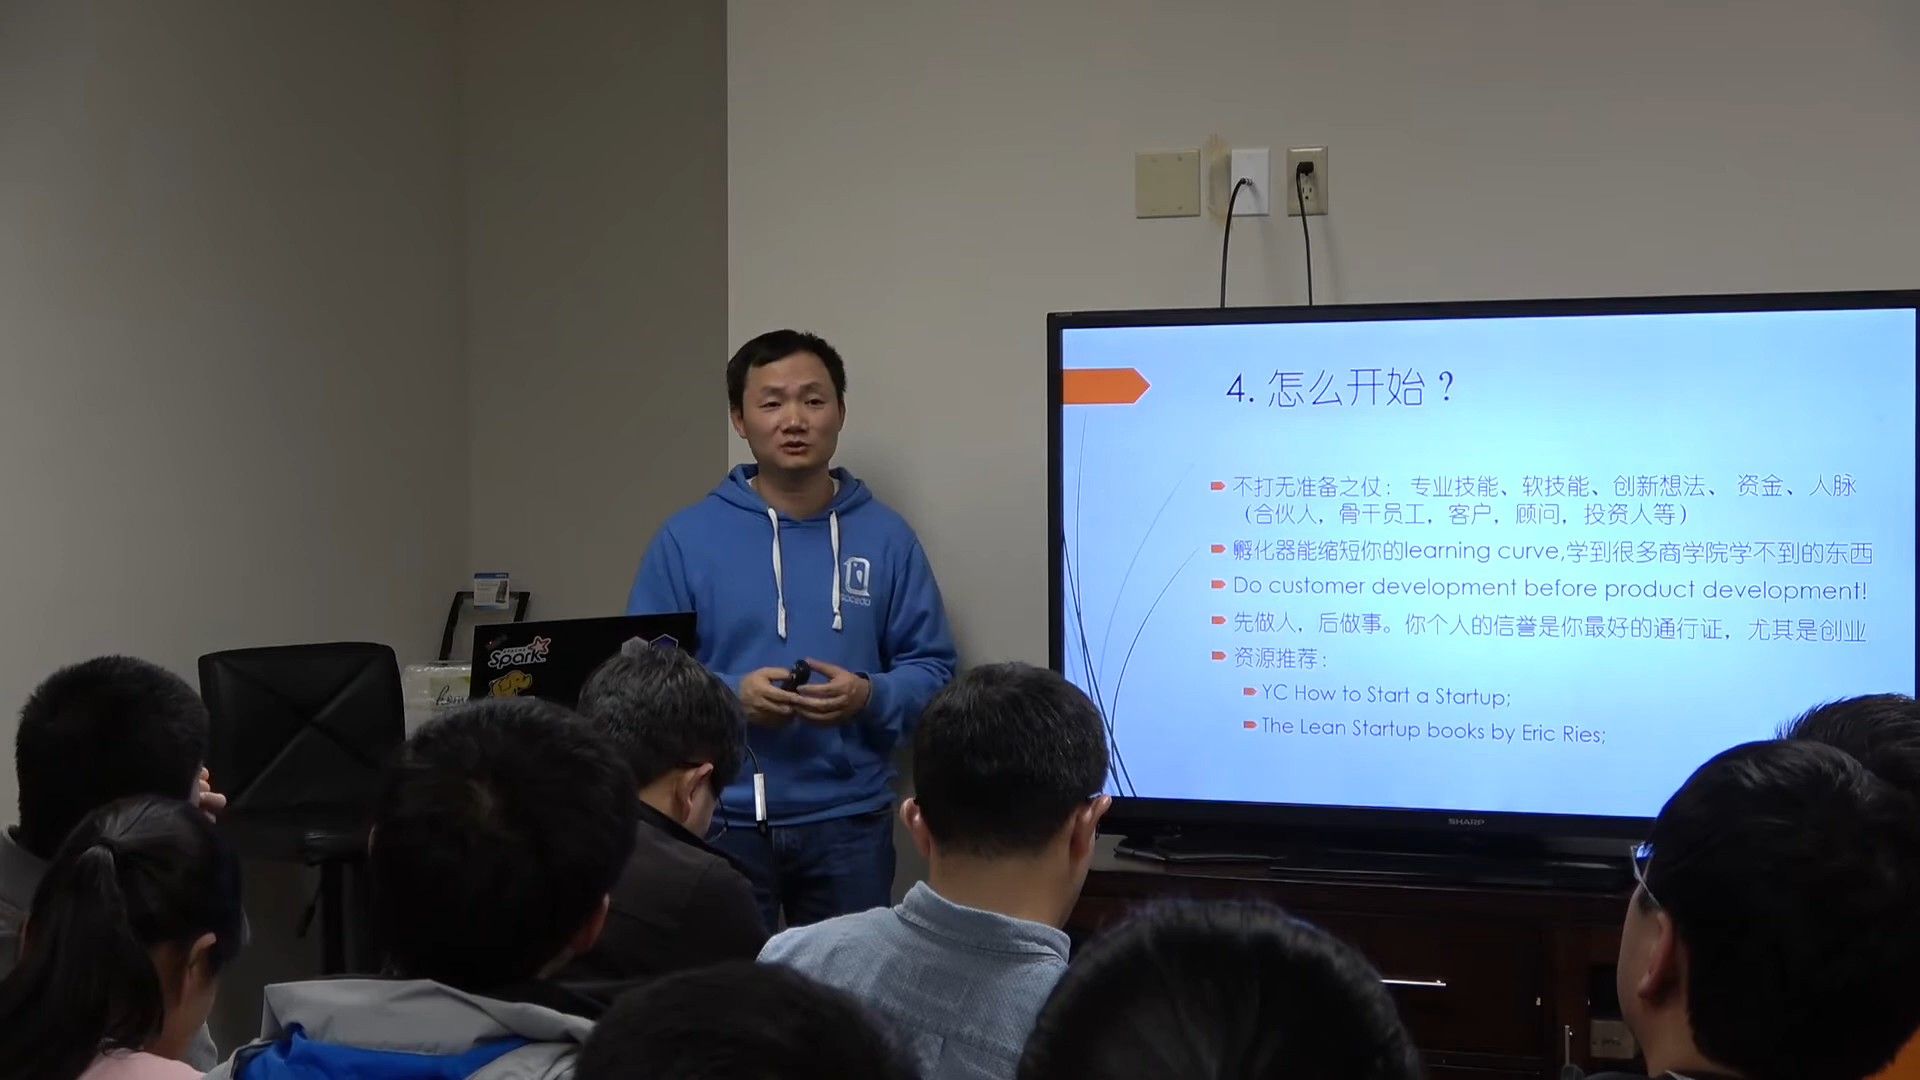 4. 怎么开始？
不打无准备之仗： 专业技能、软技能、创新想法、 资金、人脉
（合伙人，骨干员工，客户，顾问，投资人等）
孵化器能缩短你的learning curve,学到很多商学院学不到的东西
Do customer development before product development!
先做人，后做事。你个人的信誉是你最好的通行证，尤其是创业
资源推荐：
YC How to Start a Startup;
The Lean Startup books by Eric Ries;
SHARP
socedo
APACHE
Spark